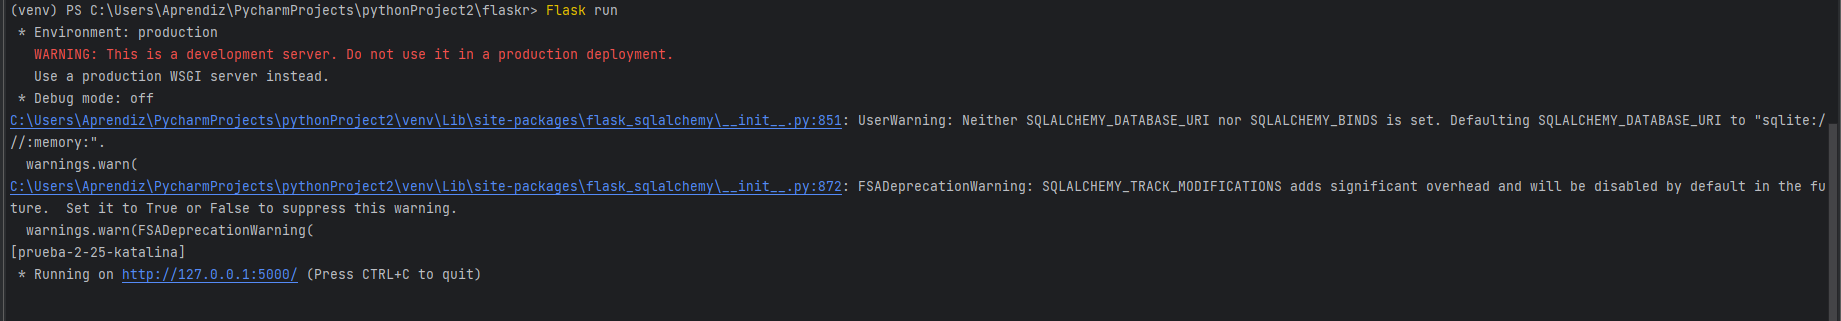 (venv) PS C:\Users\Aprendiz\PycharmProjects\pythonProject2\flaskr> Flask run
 * Environment: production
   WARNING: This is a development server. Do not use it in a production deployment.
   Use a production WSGI server instead.
 * Debug mode: off
C:\Users\Aprendiz\PycharmProjects\pythonProject2\venv\Lib\site-packages\flask_sqlalchemy\__init__.py:851: UserWarning: Neither SQLALCHEMY_DATABASE_URI nor SQLALCHEMY_BINDS is set. Defaulting SQLALCHEMY_DATABASE_URI to "sqlite:/
//:memory:".
  warnings.warn(
C:\Users\Aprendiz\PycharmProjects\pythonProject2\venv\Lib\site-packages\flask_sqlalchemy\__init__.py:872: FSADeprecationWarning: SQLALCHEMY_TRACK_MODIFICATIONS adds significant overhead and will be disabled by default in the fu
ture.  Set it to True or False to suppress this warning.
  warnings.warn(FSADeprecationWarning(
[prueba-2-25-katalina]
 * Running on http://127.0.0.1:5000/ (Press CTRL+C to quit)